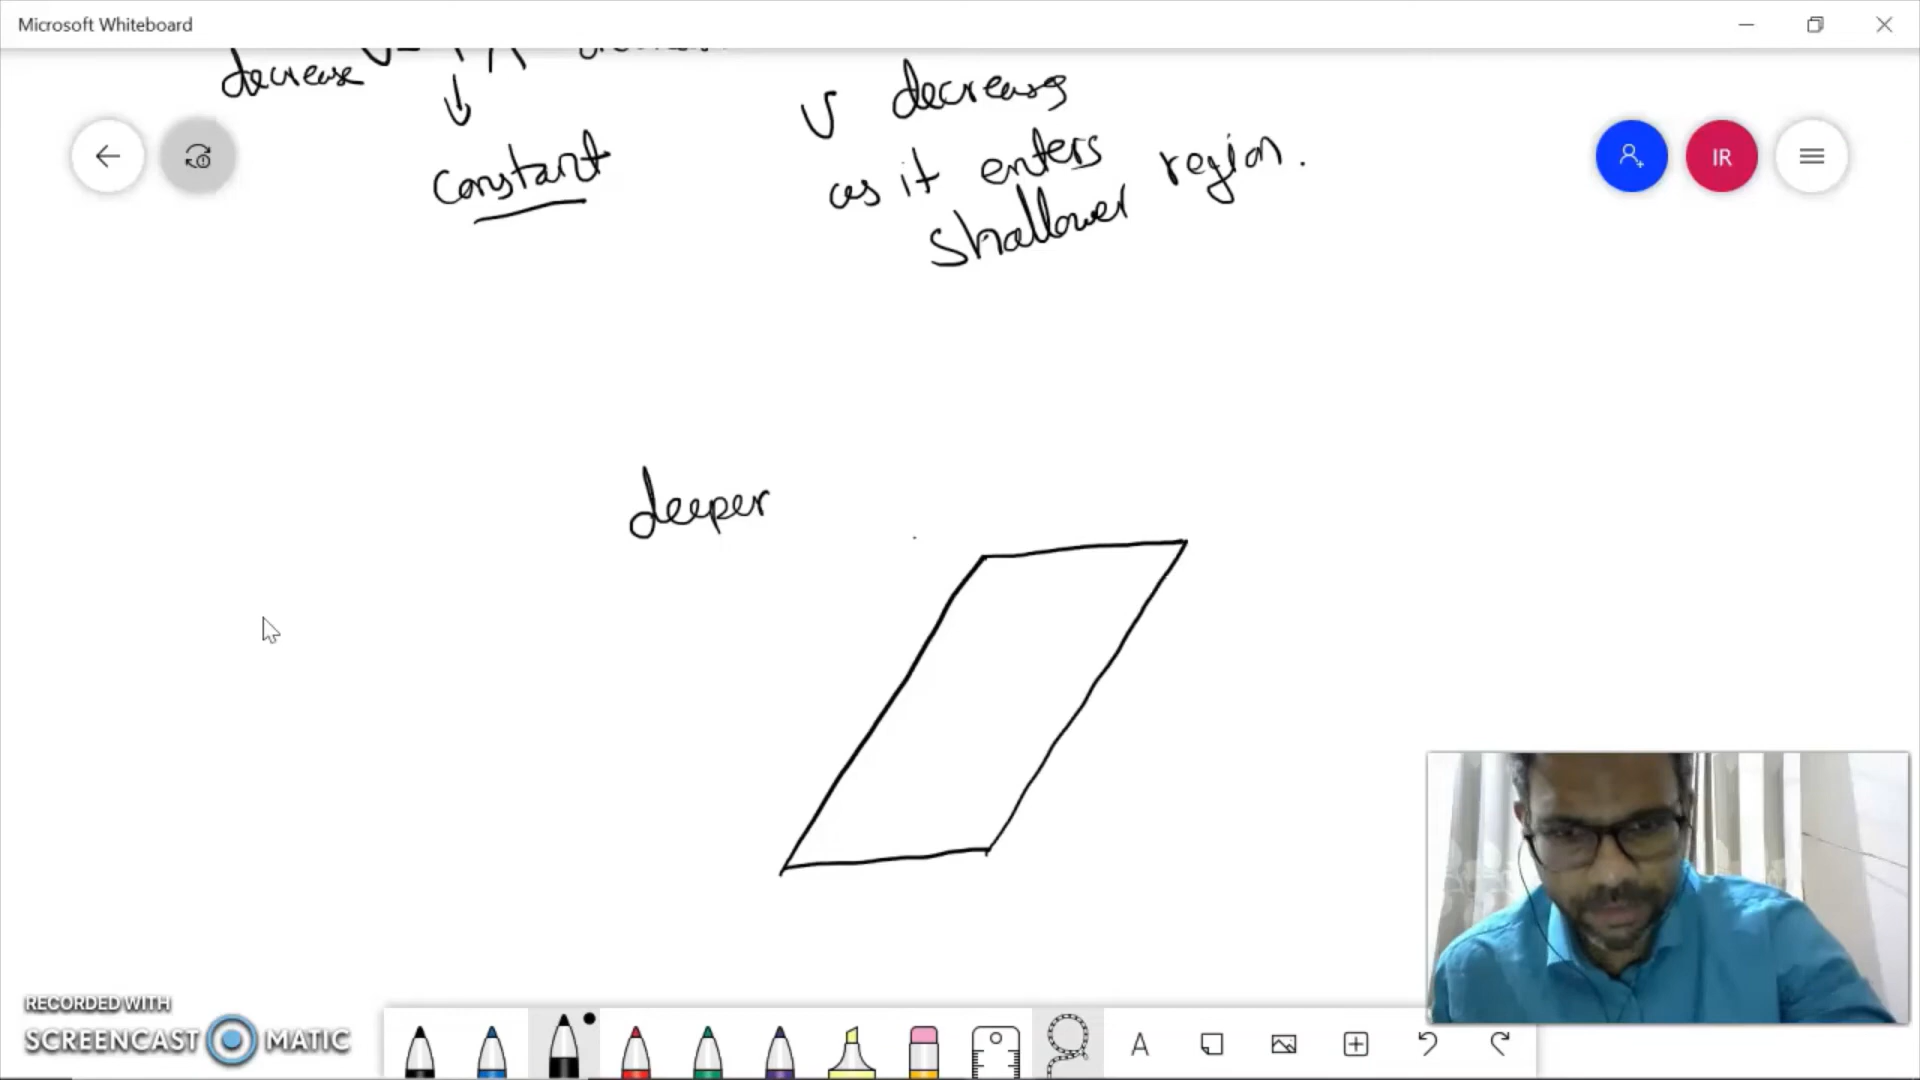 Microsoft Whiteboard
decrease
constant
v decreases
as it enters
shallower region.
IR
deeper
RECORDED WITH
SCREENCAST MATIC
A